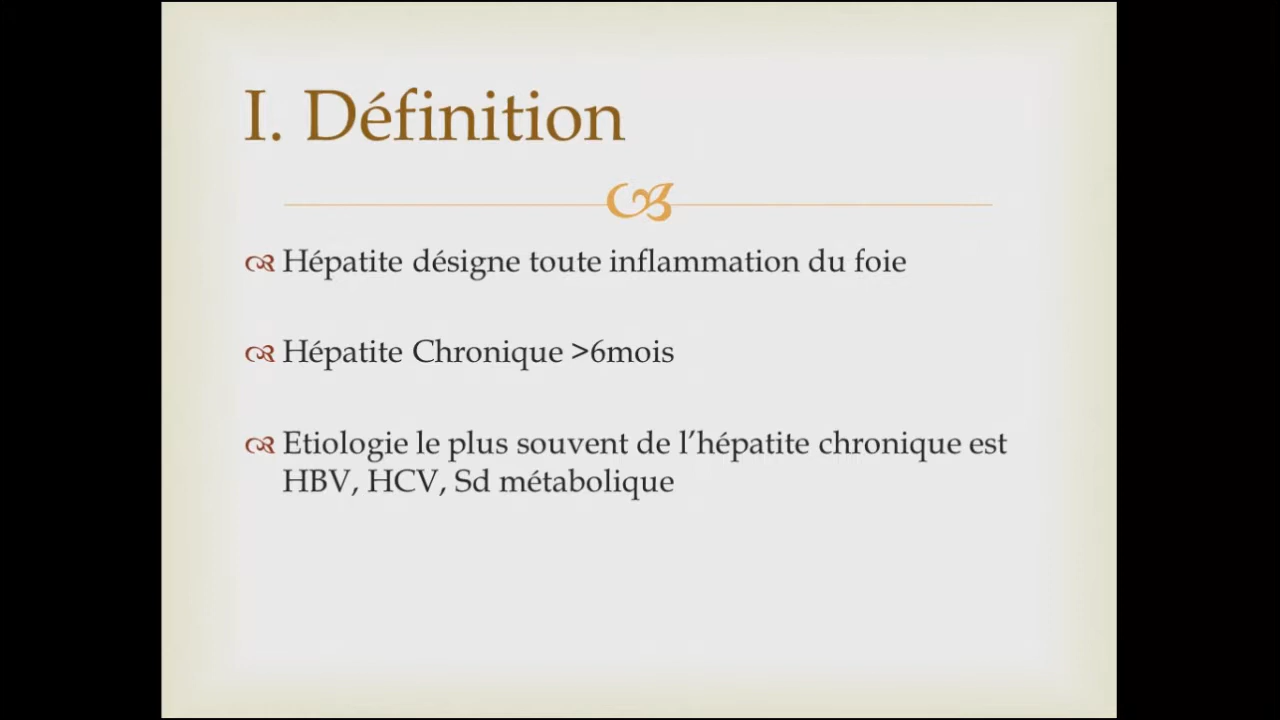 I. Définition
Hépatite désigne toute inflammation du foie
Hépatite Chronique >6mois
Etiologie le plus souvent de l’hépatite chronique est
HBV, HCV, Sd métabolique